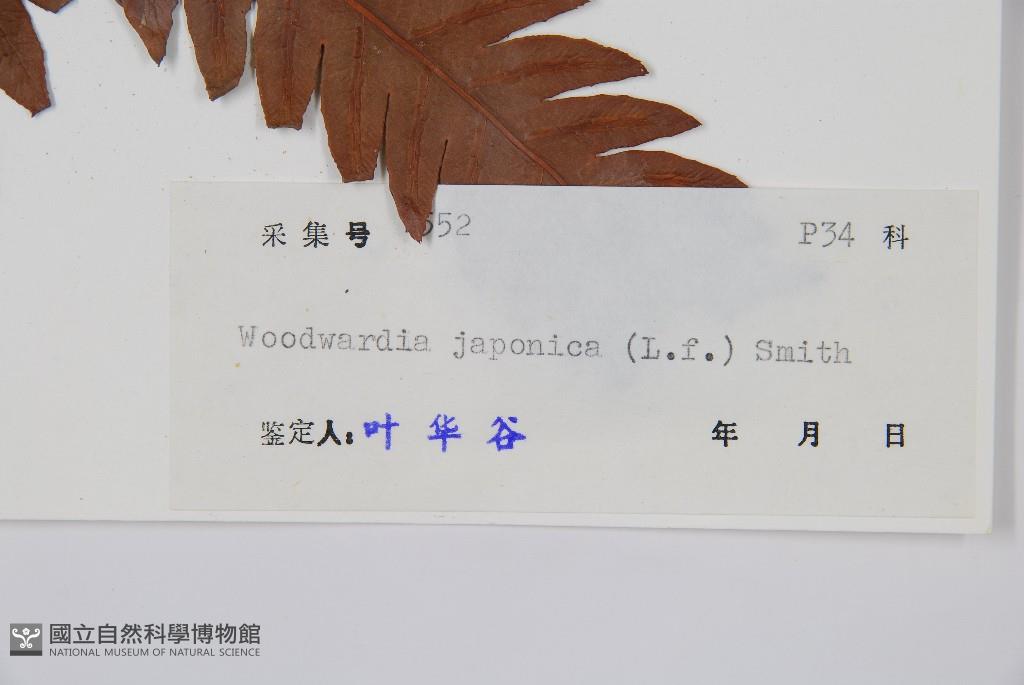 采集号 552 P34 科
Woodwardia japonica (L.f.) Smith
鉴定人: 叶华谷 年 月 日
國立自然科學博物館
NATIONAL MUSEUM OF NATURAL SCIENCE